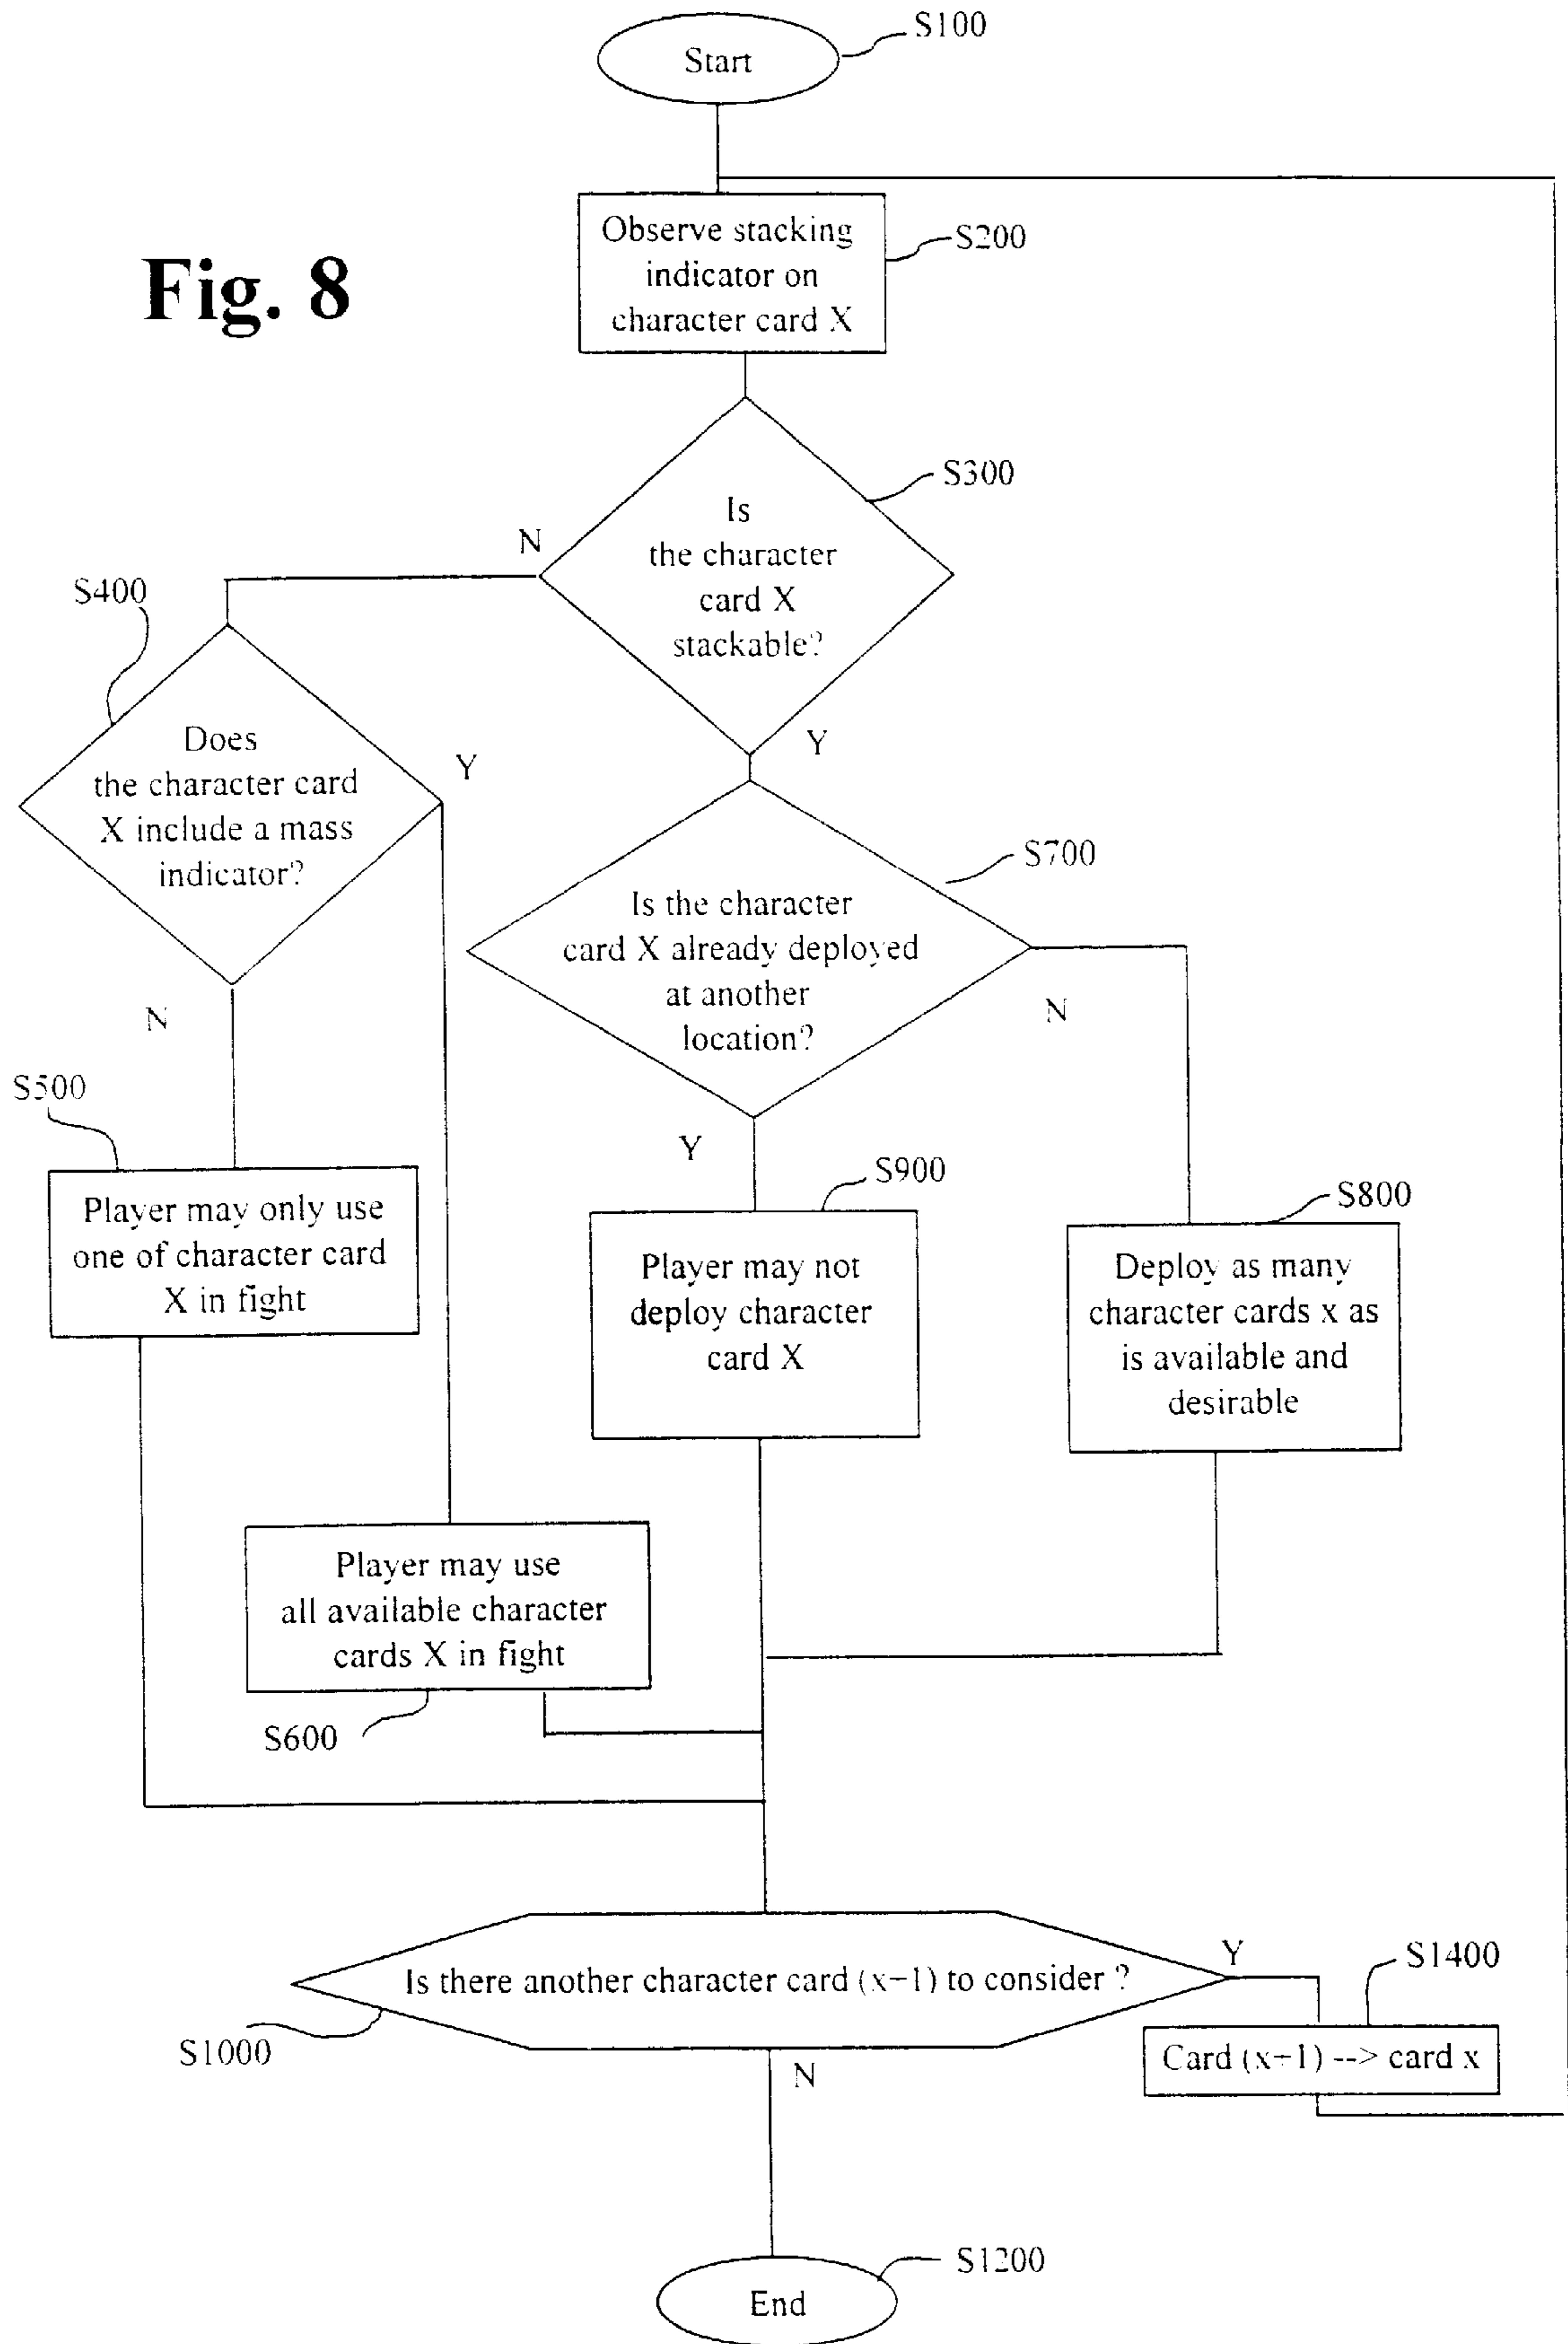 S100
Start
Fig. 8
Observe stacking
indicator on
character card X
S200
S300
Is
the character
card X
stackable?
N
Y
S400
Does
the character card
X include a mass
indicator?
Y
N
S700
Is the character
card X already deployed
at another
location?
N
Y
S500
Player may only use
one of character card
X in fight
S900
Player may not
deploy character
card X
S800
Deploy as many
character cards x as
is available and
desirable
Player may use
all available character
cards X in fight
S600
Is there another character card (x+1) to consider ?
Y
S1000
N
S1400
Card (x+1) --> card x
S1200
End